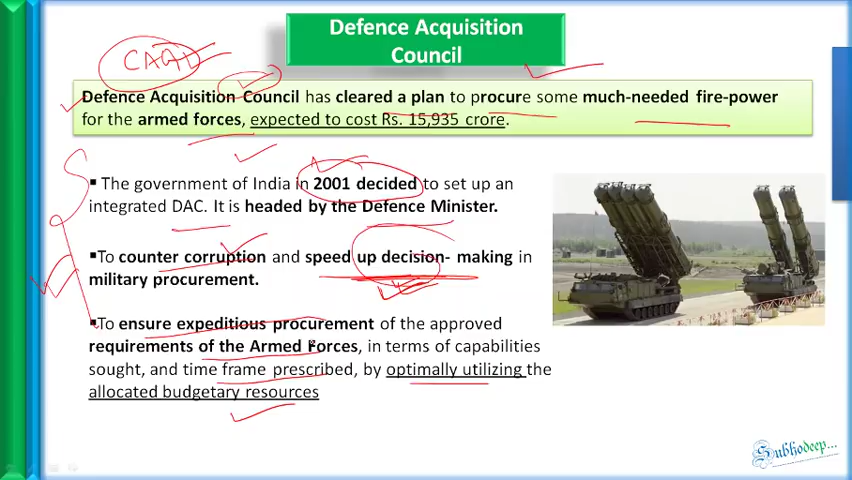 Defence Acquisition
Council
CAG
Defence Acquisition Council has cleared a plan to procure some much-needed fire-power
for the armed forces, expected to cost Rs. 15,935 crore.
▪ The government of India in 2001 decided to set up an
integrated DAC. It is headed by the Defence Minister.
▪ To counter corruption and speed up decision- making in
military procurement.
▪ To ensure expeditious procurement of the approved
requirements of the Armed Forces, in terms of capabilities
sought, and time frame prescribed, by optimally utilizing the
allocated budgetary resources
Subhodeep...